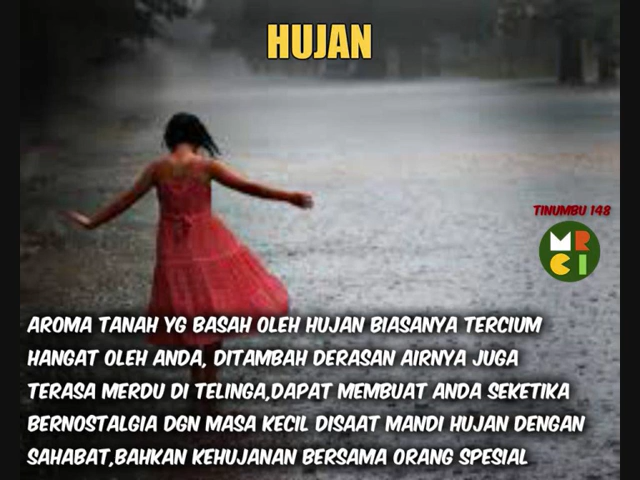 HUJAN
TINUMBU 148
MR
CI
AROMA TANAH YG BASAH OLEH HUJAN BIASANYA TERCIUM
HANGAT OLEH ANDA, DITAMBAH DERASAN AIRNYA JUGA
TERASA MERDU DI TELINGA,DAPAT MEMBUAT ANDA SEKETIKA
BERNOSTALGIA DGN MASA KECIL DISAAT MANDI HUJAN DENGAN
SAHABAT,BAHKAN KEHUJANAN BERSAMA ORANG SPESIAL